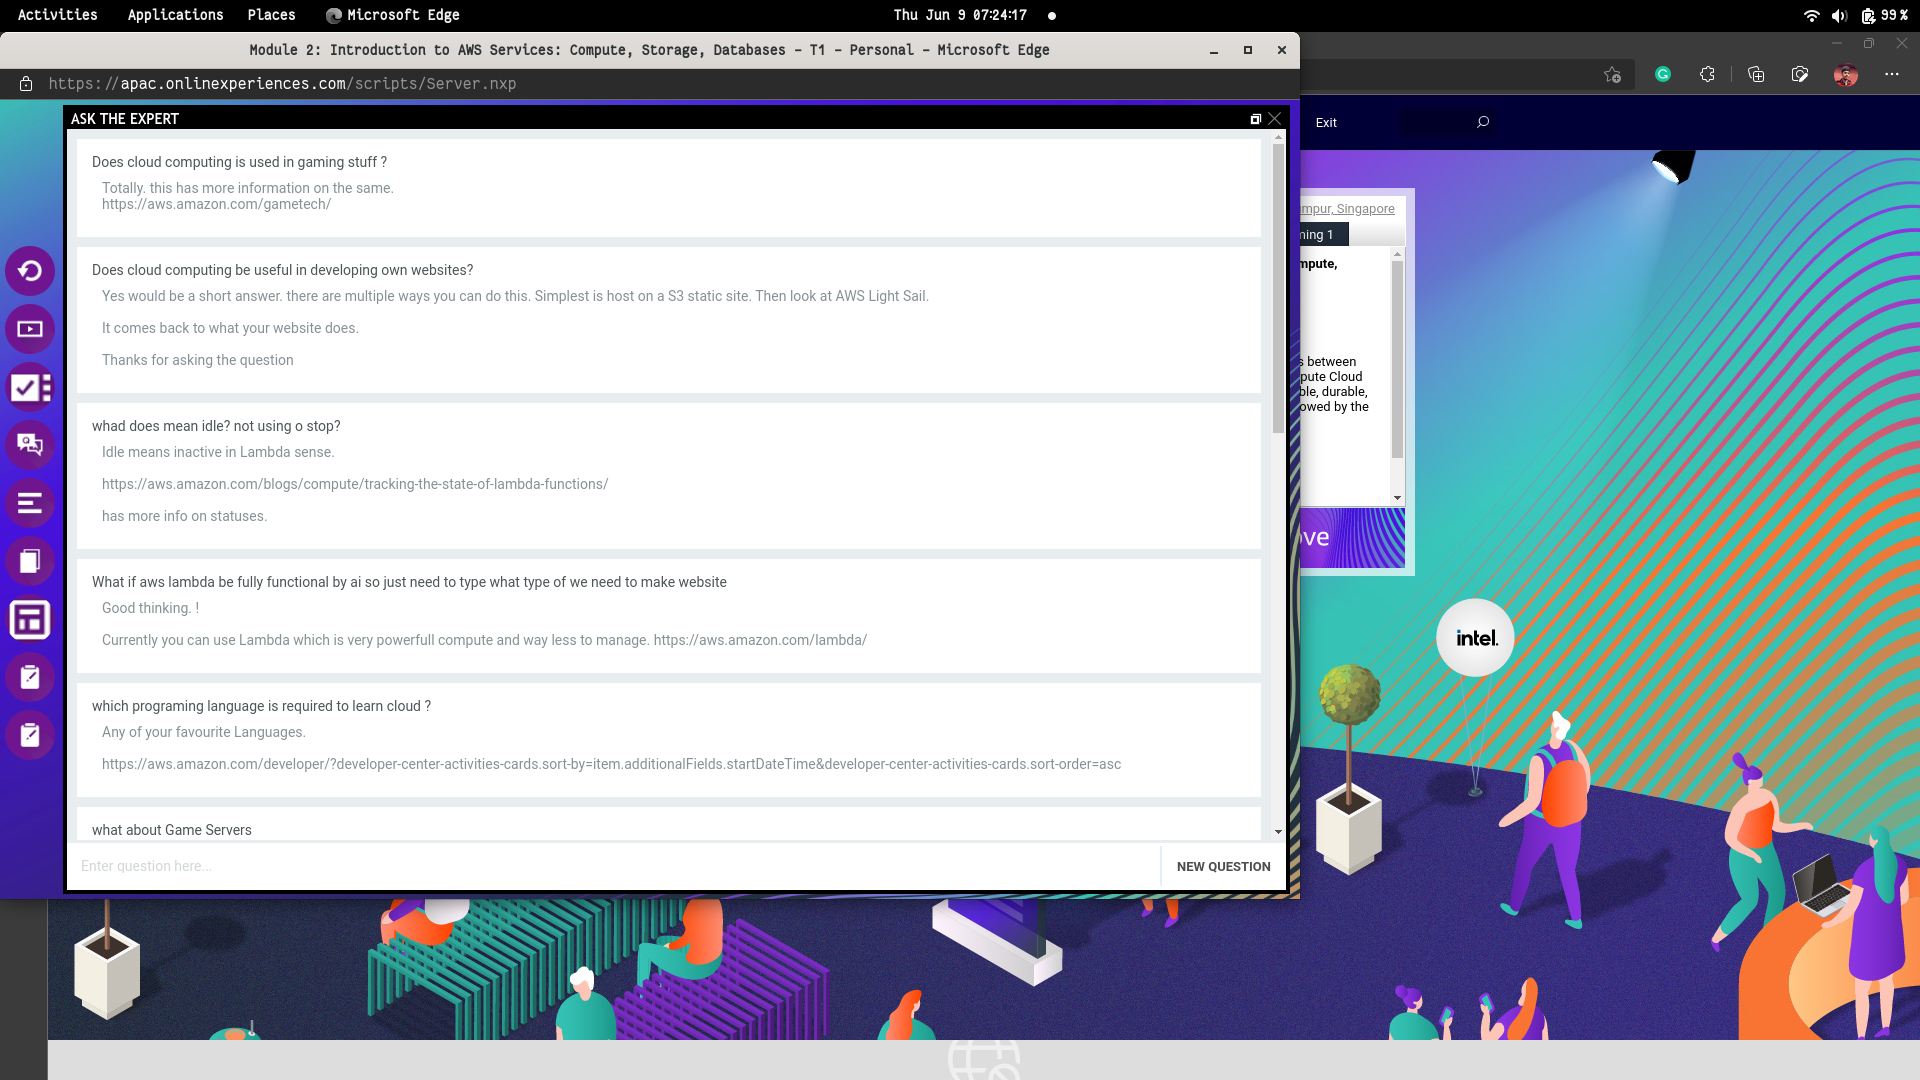 Activities Applications Places Microsoft Edge Thu Jun 9 07:24:17 99%
Module 2: Introduction to AWS Services: Compute, Storage, Databases - T1 - Personal - Microsoft Edge
https://apac.onlinexperiences.com/scripts/Server.nxp
ASK THE EXPERT
Does cloud computing is used in gaming stuff ?
Totally. this has more information on the same.
https://aws.amazon.com/gametech/
Does cloud computing be useful in developing own websites?
Yes would be a short answer. there are multiple ways you can do this. Simplest is host on a S3 static site. Then look at AWS Light Sail.
It comes back to what your website does.
Thanks for asking the question
whad does mean idle? not using o stop?
Idle means inactive in Lambda sense.
https://aws.amazon.com/blogs/compute/tracking-the-state-of-lambda-functions/
has more info on statuses.
What if aws lambda be fully functional by ai so just need to type what type of we need to make website
Good thinking. !
Currently you can use Lambda which is very powerfull compute and way less to manage. https://aws.amazon.com/lambda/
which programing language is required to learn cloud ?
Any of your favourite Languages.
https://aws.amazon.com/developer/?developer-center-activities-cards.sort-by=item.additionalFields.startDateTime&developer-center-activities-cards.sort-order=asc
what about Game Servers
Enter question here...
NEW QUESTION
Exit
mpur, Singapore
ning 1
mpute,
s between
pute Cloud
ble, durable,
owed by the
ove
intel.